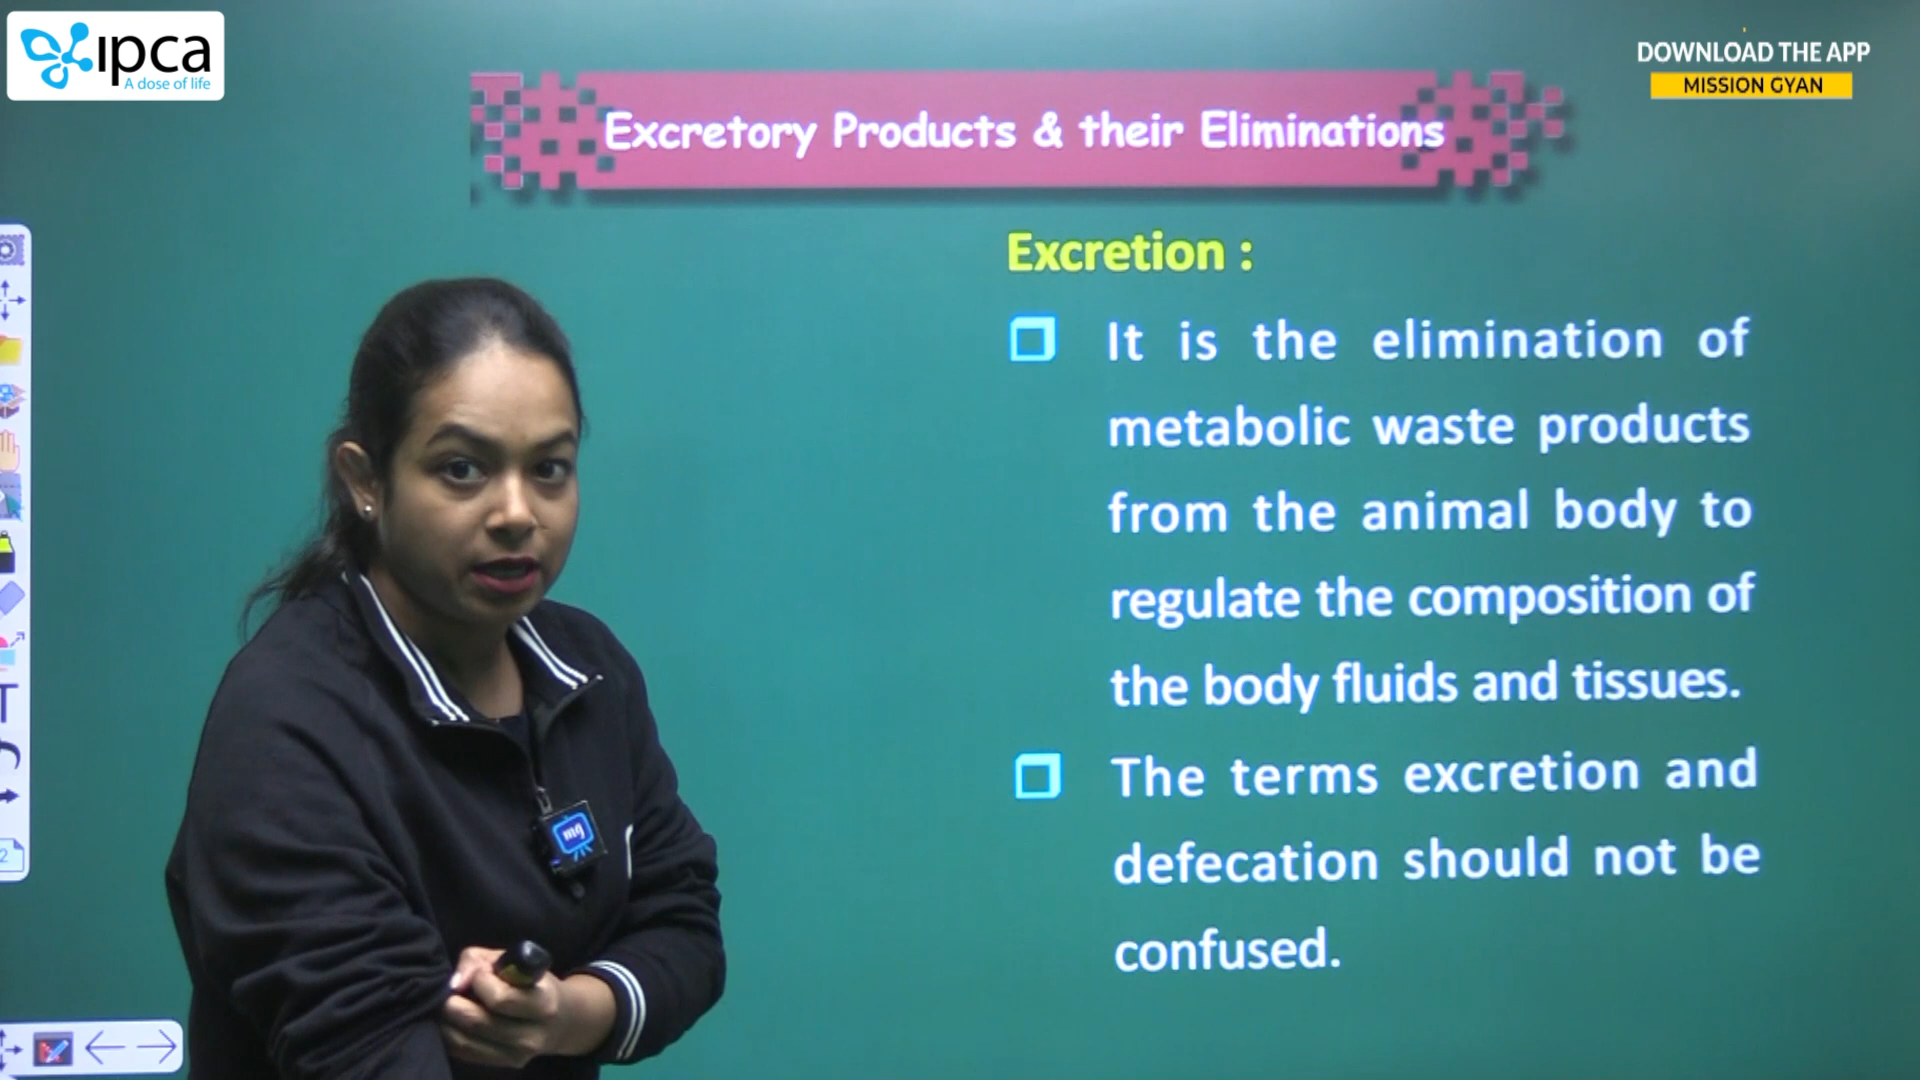 ipca
A dose of life
DOWNLOAD THE APP
MISSION GYAN
Excretory Products & their Eliminations
Excretion :
It is the elimination of
metabolic waste products
from the animal body to
regulate the composition of
the body fluids and tissues.
The terms excretion and
defecation should not be
confused.
mg
T
2